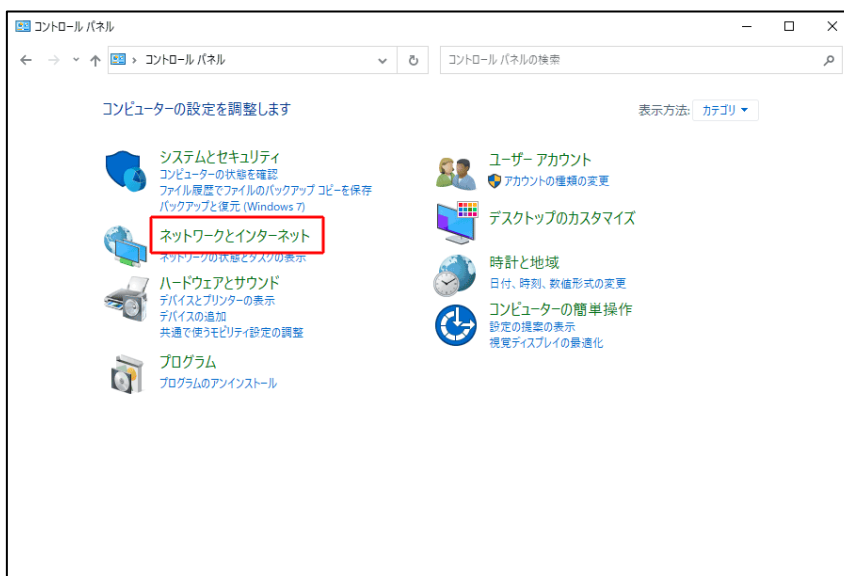 コントロール パネル
コントロール パネル
コントロール パネルの検索
コンピューターの設定を調整します
表示方法: カテゴリ
システムとセキュリティ
コンピューターの状態を確認
ファイル履歴でファイルのバックアップ コピーを保存
バックアップと復元 (Windows 7)
ネットワークとインターネット
ネットワークの状態とタスクの表示
ハードウェアとサウンド
デバイスとプリンターの表示
デバイスの追加
共通で使うモビリティ設定の調整
プログラム
プログラムのアンインストール
ユーザー アカウント
アカウントの種類の変更
デスクトップのカスタマイズ
時計と地域
日付、時刻、数値形式の変更
コンピューターの簡単操作
設定の提案の表示
視覚ディスプレイの最適化